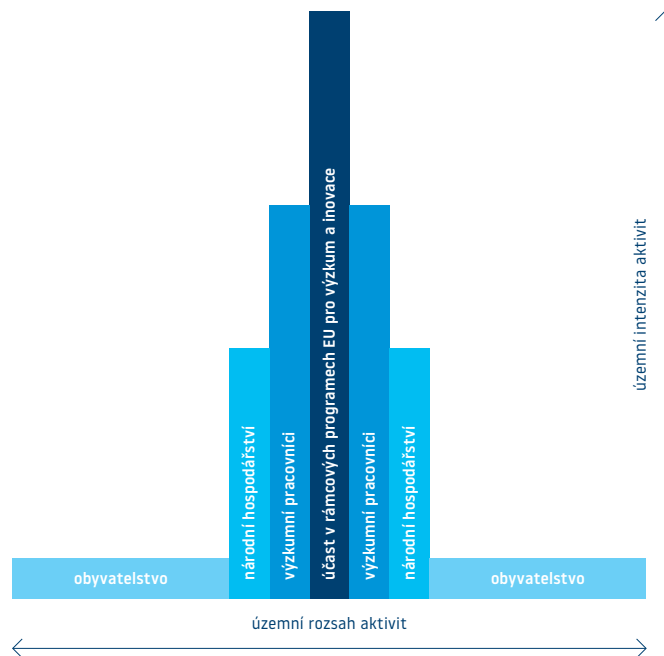 národní hospodářství
výzkumní pracovníci
účast v rámcových programech EU pro výzkum a inovace
výzkumní pracovníci
národní hospodářství
územní intenzita aktivit
obyvatelstvo
obyvatelstvo
územní rozsah aktivit